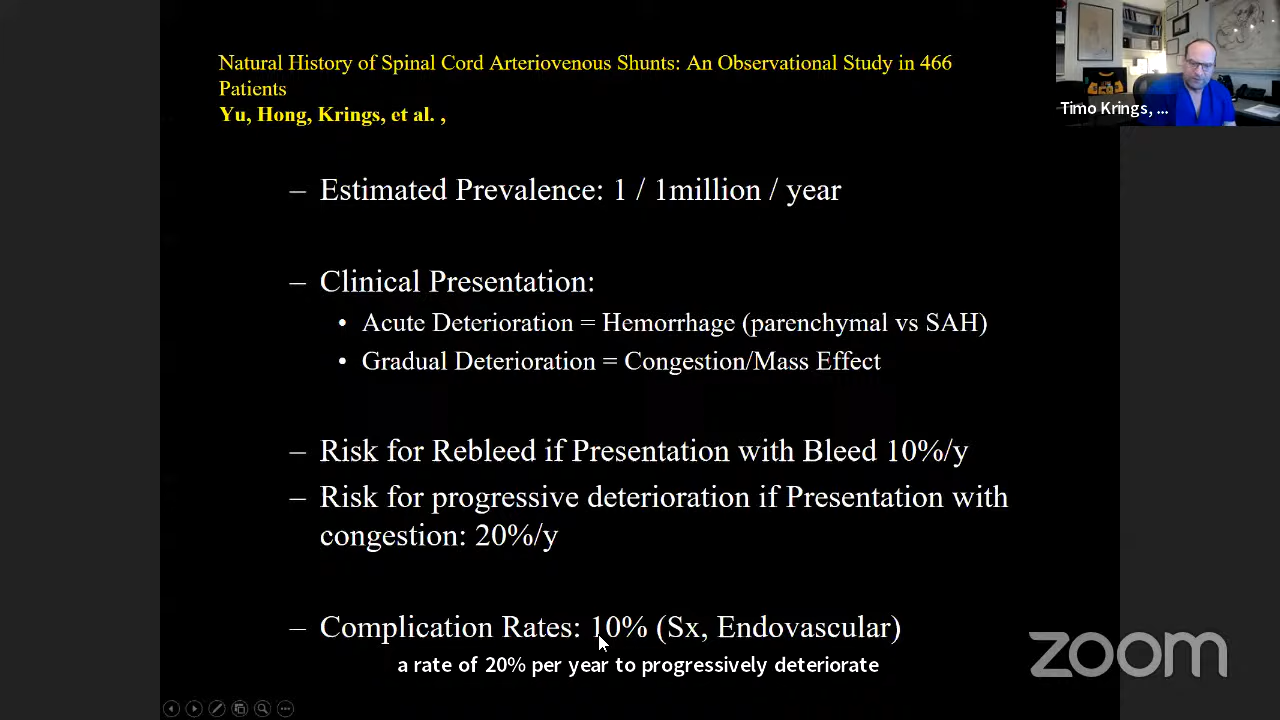 Natural History of Spinal Cord Arteriovenous Shunts: An Observational Study in 466
Patients
Yu, Hong, Krings, et al. ,
Timo Krings, ...
– Estimated Prevalence: 1 / 1million / year
– Clinical Presentation:
• Acute Deterioration = Hemorrhage (parenchymal vs SAH)
• Gradual Deterioration = Congestion/Mass Effect
– Risk for Rebleed if Presentation with Bleed 10%/y
– Risk for progressive deterioration if Presentation with
congestion: 20%/y
– Complication Rates: 10% (Sx, Endovascular)
a rate of 20% per year to progressively deteriorate
zoom